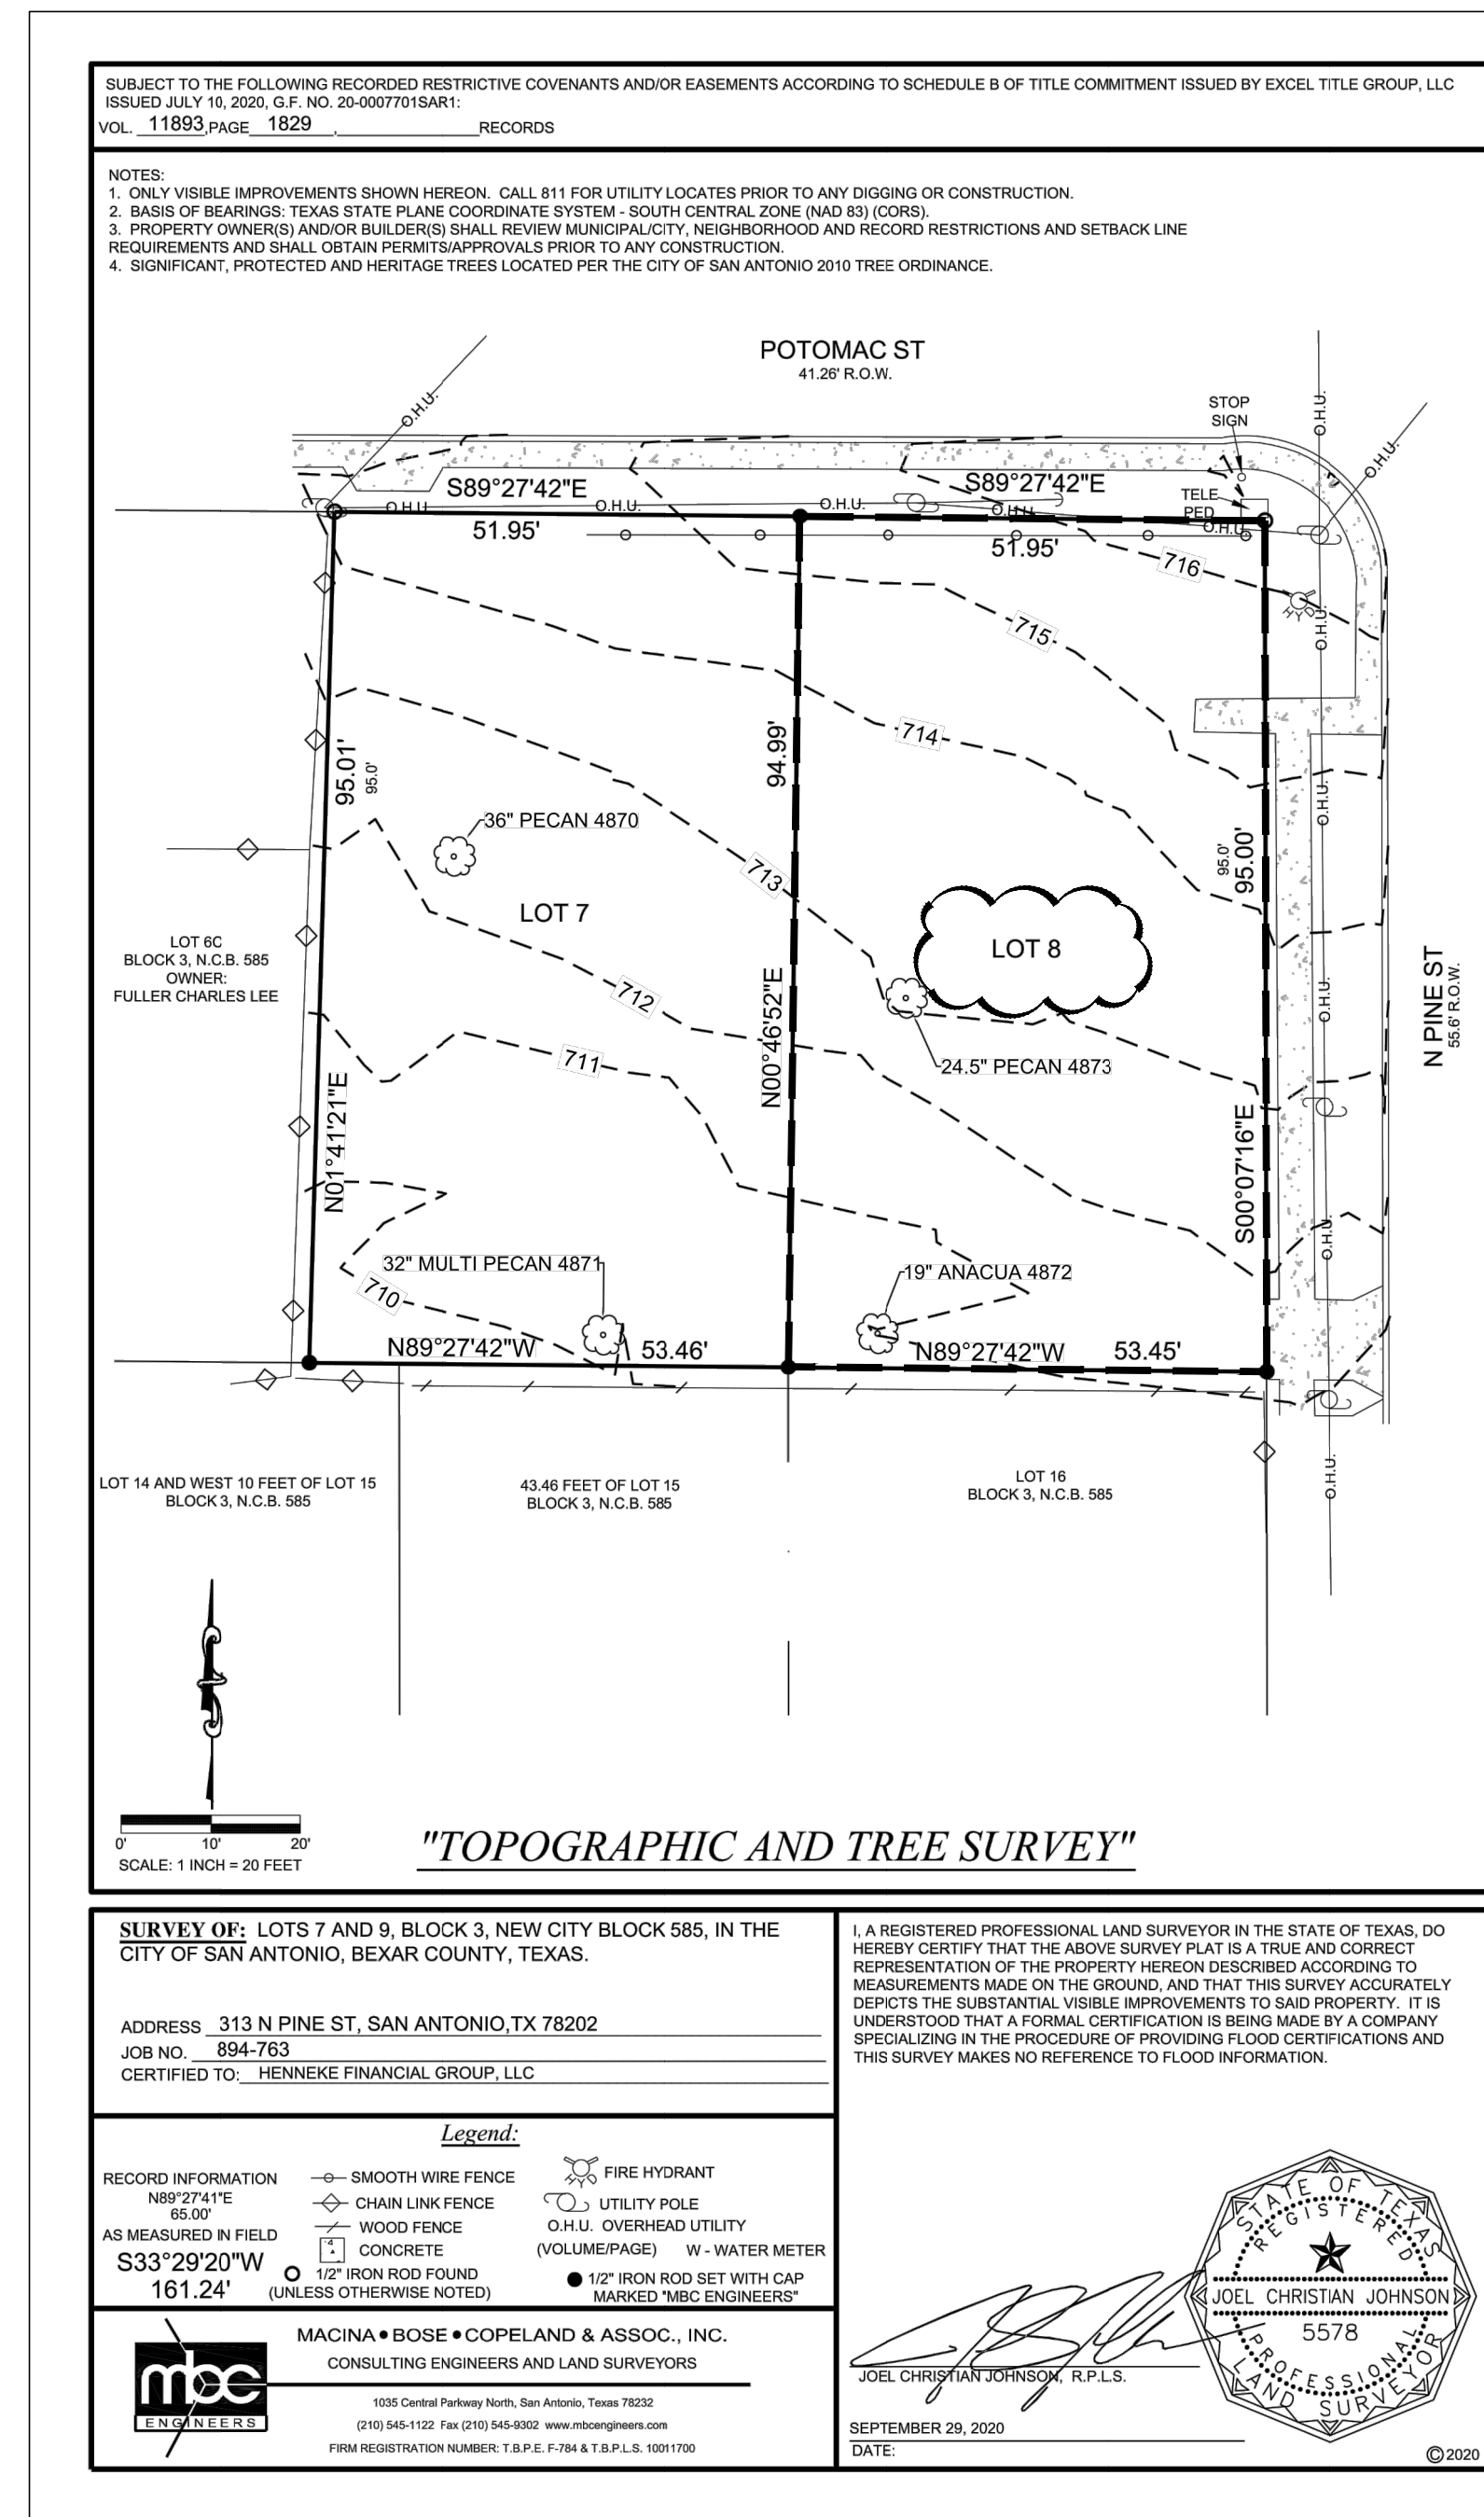 SUBJECT TO THE FOLLOWING RECORDED RESTRICTIVE COVENANTS AND/OR EASEMENTS ACCORDING TO SCHEDULE B OF TITLE COMMITMENT ISSUED BY EXCEL TITLE GROUP, LLC
ISSUED JULY 10, 2020, G.F. NO. 20-0007701SAR1:
VOL. 11893,PAGE 1829 , RECORDS
NOTES:
1. ONLY VISIBLE IMPROVEMENTS SHOWN HEREON. CALL 811 FOR UTILITY LOCATES PRIOR TO ANY DIGGING OR CONSTRUCTION.
2. BASIS OF BEARINGS: TEXAS STATE PLANE COORDINATE SYSTEM - SOUTH CENTRAL ZONE (NAD 83) (CORS).
3. PROPERTY OWNER(S) AND/OR BUILDER(S) SHALL REVIEW MUNICIPAL/CITY, NEIGHBORHOOD AND RECORD RESTRICTIONS AND SETBACK LINE
REQUIREMENTS AND SHALL OBTAIN PERMITS/APPROVALS PRIOR TO ANY CONSTRUCTION.
4. SIGNIFICANT, PROTECTED AND HERITAGE TREES LOCATED PER THE CITY OF SAN ANTONIO 2010 TREE ORDINANCE.
POTOMAC ST
41.26' R.O.W.
O.H.U.
STOP
SIGN
O.H.U.
O.H.U.
S89°27'42"E
S89°27'42"E
TELE
PED
O.H.U.
O.H.U.
O.H.U.
O.H.U.
O.H.U.
51.95'
51.95'
716
HYD
715
O.H.U.
714
95.01'
95.0'
94.99'
36" PECAN 4870
713
O.H.U.
95.0'
95.00'
LOT 7
LOT 8
LOT 6C
BLOCK 3, N.C.B. 585
OWNER:
FULLER CHARLES LEE
712
O.H.U.
N PINE ST
55.6' R.O.W.
711
N00°46'52"E
24.5" PECAN 4873
N01°41'21"E
S00°07'16"E
O.H.U.
32" MULTI PECAN 4871
19" ANACUA 4872
710
N89°27'42"W
53.46'
N89°27'42"W
53.45'
LOT 14 AND WEST 10 FEET OF LOT 15
BLOCK 3, N.C.B. 585
43.46 FEET OF LOT 15
BLOCK 3, N.C.B. 585
LOT 16
BLOCK 3, N.C.B. 585
O.H.U.
0' 10' 20'
SCALE: 1 INCH = 20 FEET
"TOPOGRAPHIC AND TREE SURVEY"
SURVEY OF: LOTS 7 AND 9, BLOCK 3, NEW CITY BLOCK 585, IN THE
CITY OF SAN ANTONIO, BEXAR COUNTY, TEXAS.
ADDRESS 313 N PINE ST, SAN ANTONIO,TX 78202
JOB NO. 894-763
CERTIFIED TO: HENNEKE FINANCIAL GROUP, LLC
I, A REGISTERED PROFESSIONAL LAND SURVEYOR IN THE STATE OF TEXAS, DO
HEREBY CERTIFY THAT THE ABOVE SURVEY PLAT IS A TRUE AND CORRECT
REPRESENTATION OF THE PROPERTY HEREON DESCRIBED ACCORDING TO
MEASUREMENTS MADE ON THE GROUND, AND THAT THIS SURVEY ACCURATELY
DEPICTS THE SUBSTANTIAL VISIBLE IMPROVEMENTS TO SAID PROPERTY. IT IS
UNDERSTOOD THAT A FORMAL CERTIFICATION IS BEING MADE BY A COMPANY
SPECIALIZING IN THE PROCEDURE OF PROVIDING FLOOD CERTIFICATIONS AND
THIS SURVEY MAKES NO REFERENCE TO FLOOD INFORMATION.
Legend:
RECORD INFORMATION
N89°27'41"E
65.00'
AS MEASURED IN FIELD
S33°29'20"W
161.24'
SMOOTH WIRE FENCE
CHAIN LINK FENCE
WOOD FENCE
CONCRETE
1/2" IRON ROD FOUND
(UNLESS OTHERWISE NOTED)
HYD FIRE HYDRANT
UTILITY POLE
O.H.U. OVERHEAD UTILITY
(VOLUME/PAGE) W - WATER METER
1/2" IRON ROD SET WITH CAP
MARKED "MBC ENGINEERS"
mbc
ENGINEERS
MACINA • BOSE • COPELAND & ASSOC., INC.
CONSULTING ENGINEERS AND LAND SURVEYORS
1035 Central Parkway North, San Antonio, Texas 78232
(210) 545-1122 Fax (210) 545-9302 www.mbcengineers.com
FIRM REGISTRATION NUMBER: T.B.P.E. F-784 & T.B.P.L.S. 10011700
STATE OF TEXAS
REGISTERED
JOEL CHRISTIAN JOHNSON
5578
PROFESSIONAL
LAND SURVEYOR
JOEL CHRISTIAN JOHNSON, R.P.L.S.
SEPTEMBER 29, 2020
DATE:
©2020